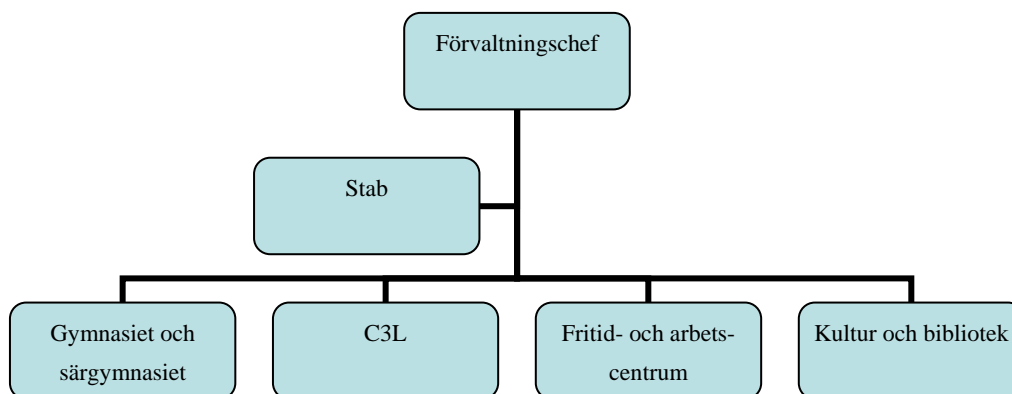 Förvaltningschef
Stab
Gymnasiet och
särgymnasiet
C3L
Fritid- och arbets-
centrum
Kultur och bibliotek